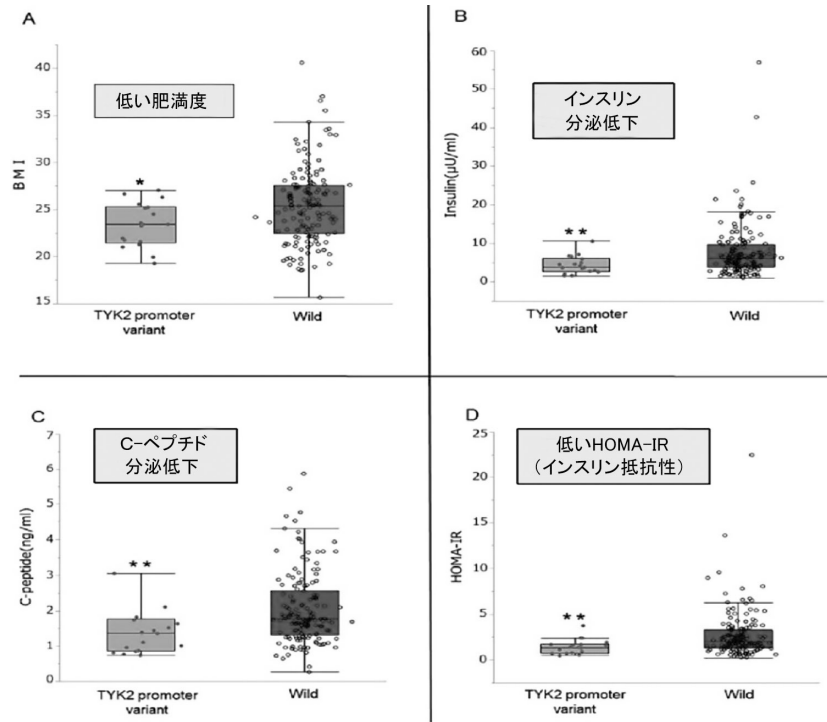 A
低い肥満度
BMI
40
35
30
25
20
15
*
TYK2 promoter
variant
Wild
B
インスリン
分泌低下
Insulin(μU/ml)
60
50
40
30
20
10
0
**
TYK2 promoter
variant
Wild
C
C-ペプチド
分泌低下
C-peptide(ng/ml)
7
6
5
4
3
2
1
0
**
TYK2 promoter
variant
Wild
D
低いHOMA-IR
(インスリン抵抗性)
HOMA-IR
25
20
15
10
5
0
**
TYK2 promoter
variant
Wild